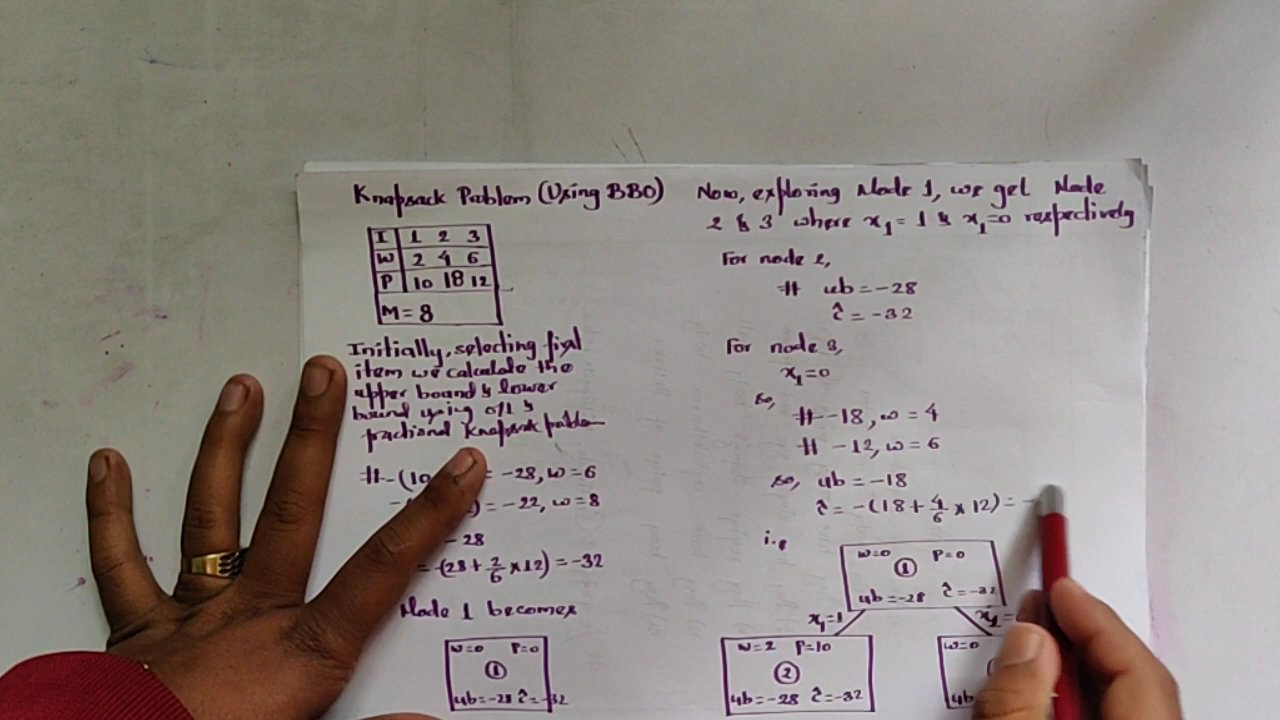 Knapsack Problem (Using BBO)
I 1 2 3
W 2 4 6
P 10 18 12
M = 8
Initially, selecting first
item we calculate the
upper bound & lower
bound using 0/1 &
fractional Knapsack problem
# -(10 = -28, w=6
= -22, w=8
-28
= -(28 + 2/6 × 12) = -32
Node 1 becomes
w=0 P=0
①
ub=-28 ĉ=-32
Now, exploring Node 1, we get Node
2 & 3 where x₁=1 & x₁=0 respectively
For node 2,
# ub = -28
ĉ = -32
For node 3,
x₁=0
so,
# -18, w = 4
# -12, w = 6
so, ub = -18
ĉ = -(18 + 4/6 × 12) = -
i.e
w=0 P=0
①
ub=-28 ĉ=-32
x₁=1 x₁=
w=2 P=10
②
ub=-28 ĉ=-32
w=0
ub